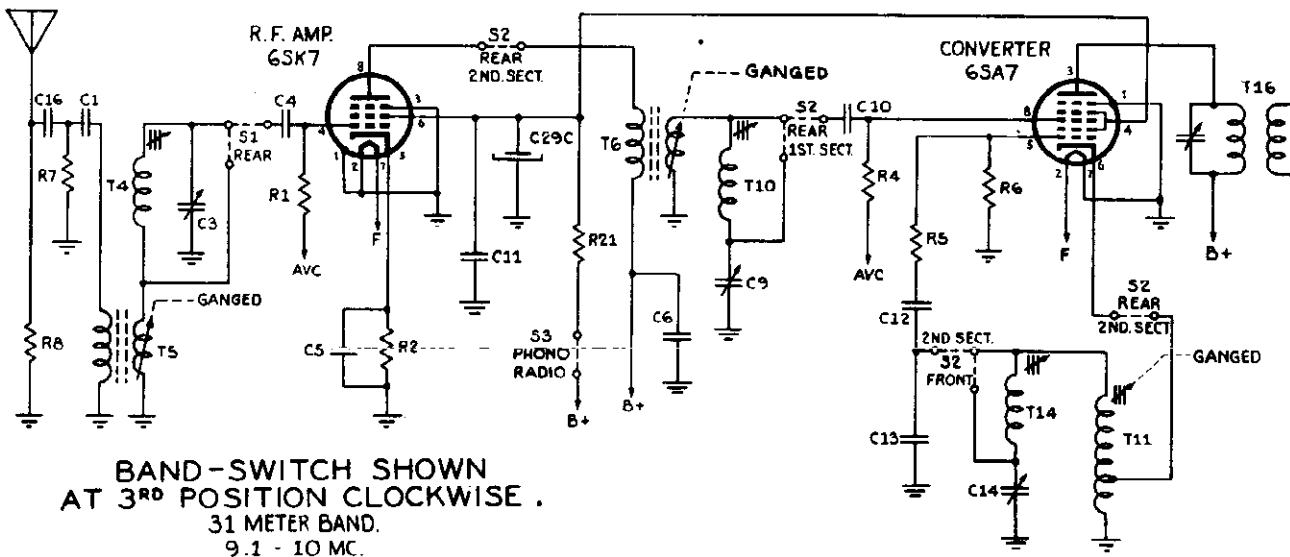 R.F. AMP.
6SK7
S2
REAR
2ND. SECT.
CONVERTER
6SA7
GANGED
C16
C1
C4
S1
REAR
R7
T4
C3
R1
AVC
F
8
4
3
6
1
2
7
5
C29C
C11
R21
T6
S2
REAR
1ST. SECT.
C10
T10
R4
AVC
R5
R6
F
3
8
1
4
5
2
7
6
T16
B+
R8
T5
GANGED
C5
R2
S3
PHONO
RADIO
B+
B+
C6
C9
C12
2ND SECT.
S2
FRONT
S2
REAR
2ND. SECT.
GANGED
C13
T14
T11
C14
BAND-SWITCH SHOWN
AT 3RD POSITION CLOCKWISE.
31 METER BAND.
9.1 - 10 MC.